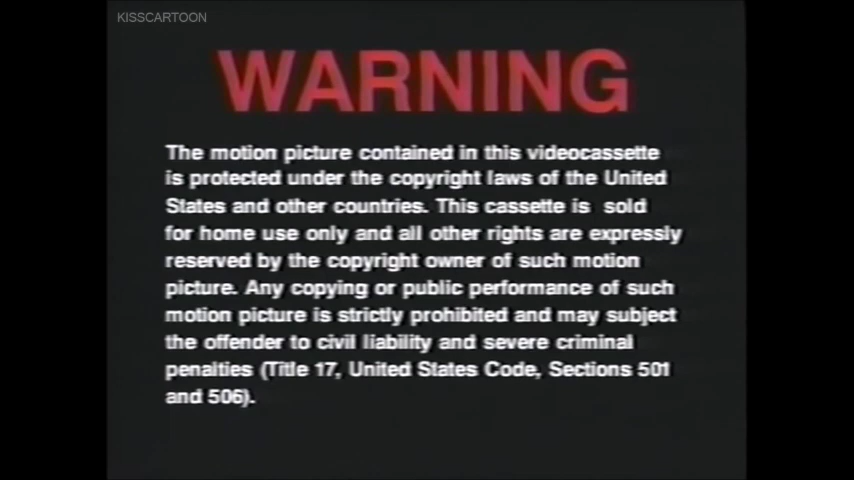 KISSCARTOON
WARNING
The motion picture contained in this videocassette
is protected under the copyright laws of the United
States and other countries. This cassette is sold
for home use only and all other rights are expressly
reserved by the copyright owner of such motion
picture. Any copying or public performance of such
motion picture is strictly prohibited and may subject
the offender to civil liability and severe criminal
penalties (Title 17, United States Code, Sections 501
and 506).